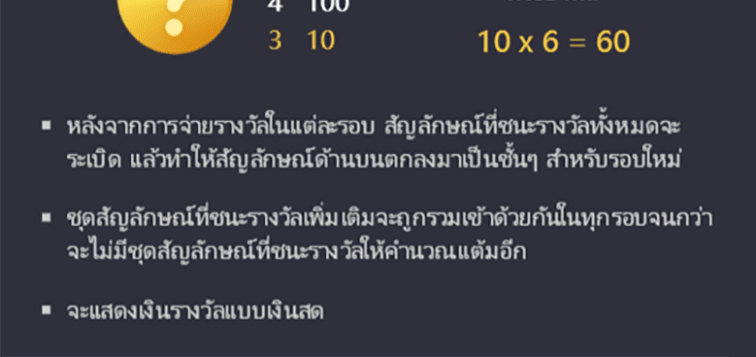 ?
4 100
3 10
10 x 6 = 60
▪ หลังจากการจ่ายรางวัลในแต่ละรอบ สัญลักษณ์ที่ชนะรางวัลทั้งหมดจะ
ระเบิด แล้วทำให้สัญลักษณ์ด้านบนตกลงมาเป็นชั้นๆ สำหรับรอบใหม่
▪ ชุดสัญลักษณ์ที่ชนะรางวัลเพิ่มเติมจะถูกรวมเข้าด้วยกันในทุกรอบจนกว่า
จะไม่มีชุดสัญลักษณ์ที่ชนะรางวัลให้คำนวณแต้มอีก
▪ จะแสดงเงินรางวัลแบบเงินสด